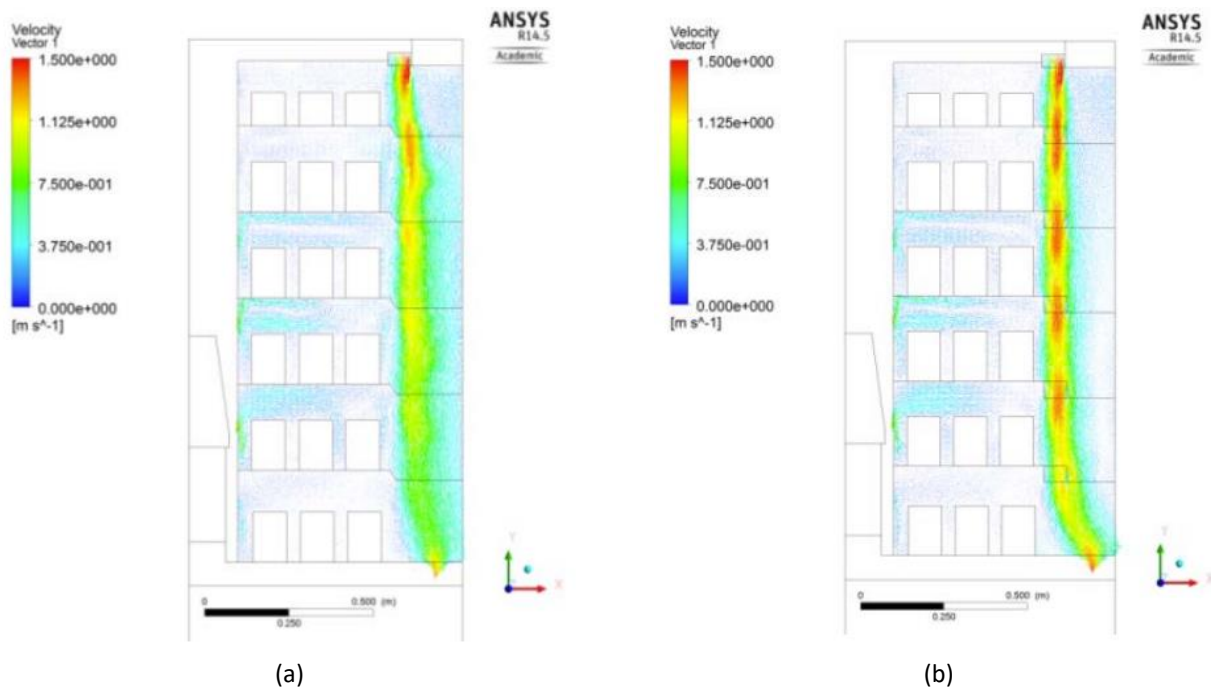 Velocity
Vector 1
1.500e+000
1.125e+000
7.500e-001
3.750e-001
0.000e+000
[m s^-1]
ANSYS
R14.5
Academic
Y
X
0
0.500 (m)
0.250
(a)
Velocity
Vector 1
1.500e+000
1.125e+000
7.500e-001
3.750e-001
0.000e+000
[m s^-1]
ANSYS
R14.5
Academic
Y
X
0
0.500 (m)
0.250
(b)